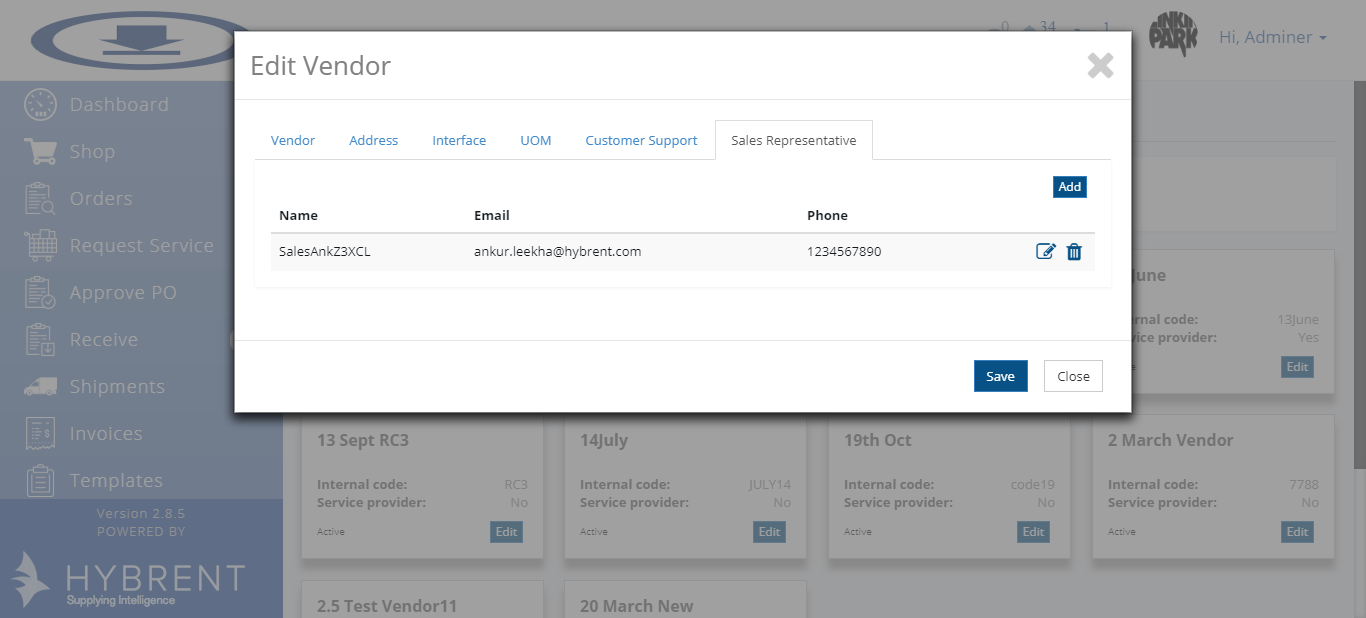 0 34 1
LINKIN PARK
Hi, Adminer
Edit Vendor
Vendor Address Interface UOM Customer Support Sales Representative
Add
Name Email Phone
SalesAnkZ3XCL ankur.leekha@hybrent.com 1234567890
Save Close
Dashboard
Shop
Orders
Request Service
Approve PO
Receive
Shipments
Invoices
Templates
Version 2.8.5
POWERED BY
HYBRENT
Supplying Intelligence
June
code: 13June
provider: Yes
Edit
13 Sept RC3
Internal code: RC3
Service provider: No
Active Edit
14July
Internal code: JULY14
Service provider: No
Active Edit
19th Oct
Internal code: code19
Service provider: No
Active Edit
2 March Vendor
Internal code: 7788
Service provider: No
Active Edit
2.5 Test Vendor11
20 March New